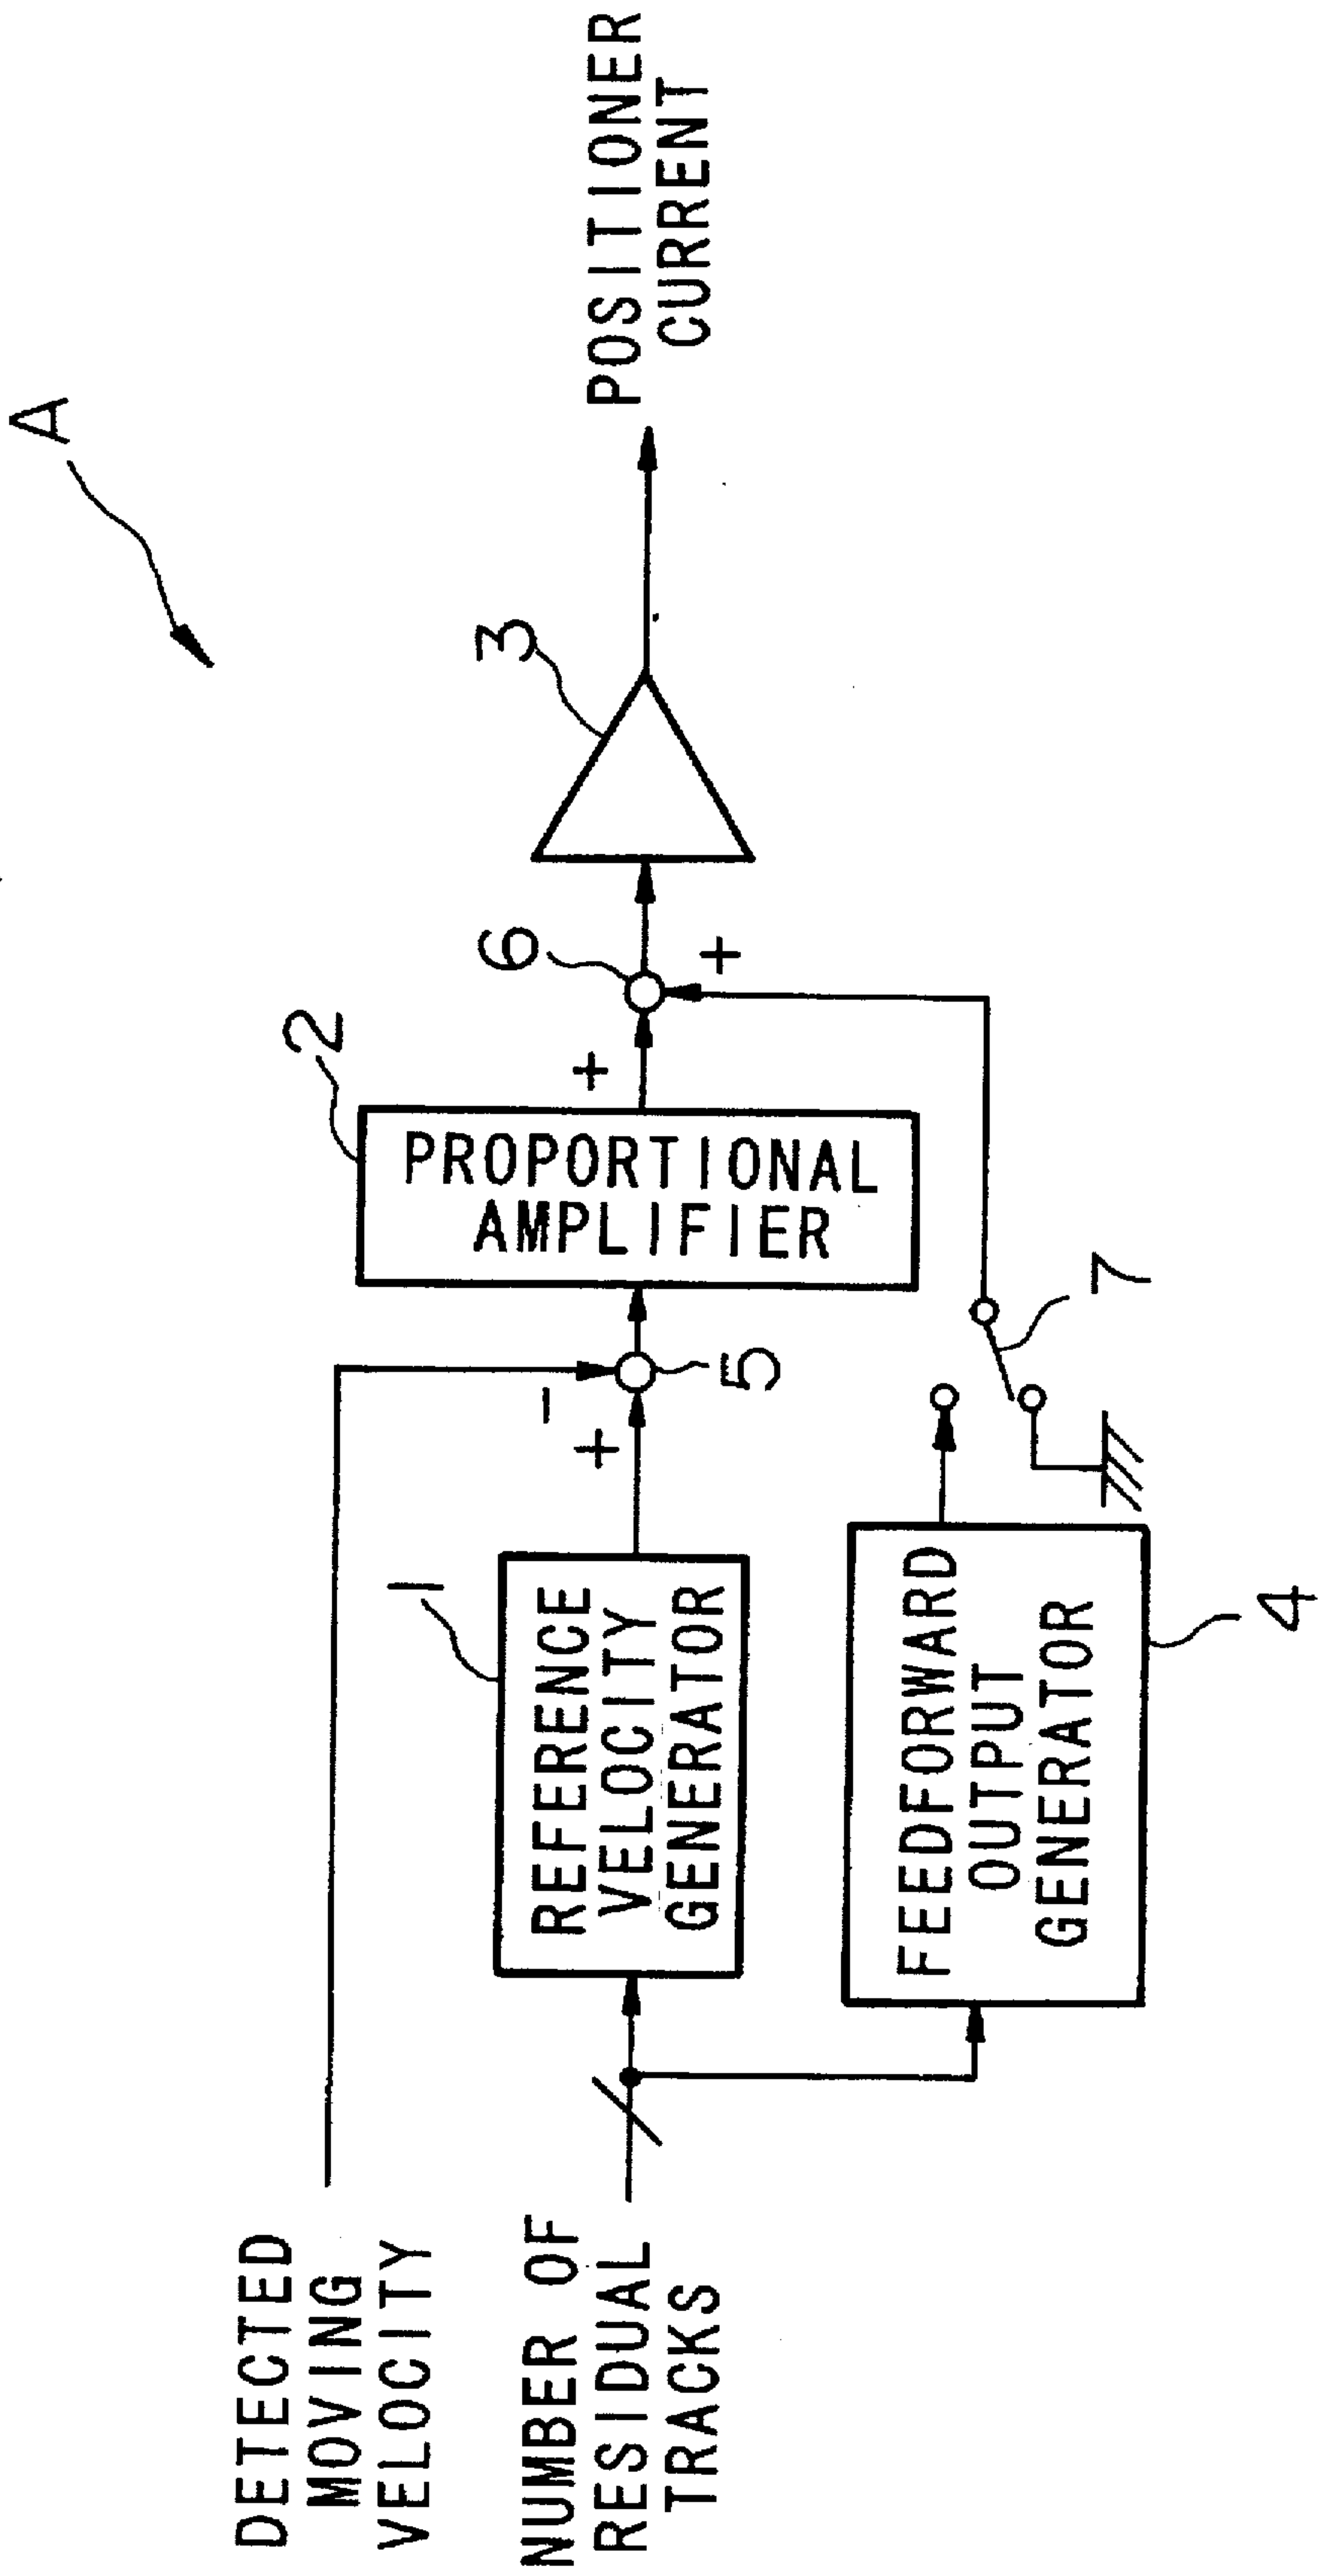 A
DETECTED
MOVING
VELOCITY
NUMBER OF
RESIDUAL
TRACKS
1
REFERENCE
VELOCITY
GENERATOR
-
+
5
2
PROPORTIONAL
AMPLIFIER
+
6
+
3
POSITIONER
CURRENT
FEEDFORWARD
OUTPUT
GENERATOR
4
7